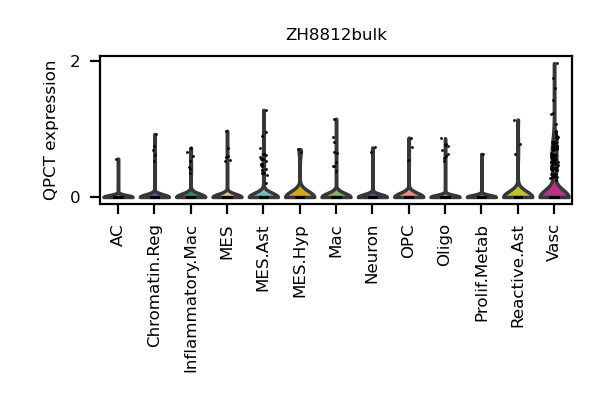 ZH8812bulk
QPCT expression
2
0
AC
Chromatin.Reg
Inflammatory.Mac
MES
MES.Ast
MES.Hyp
Mac
Neuron
OPC
Oligo
Prolif.Metab
Reactive.Ast
Vasc